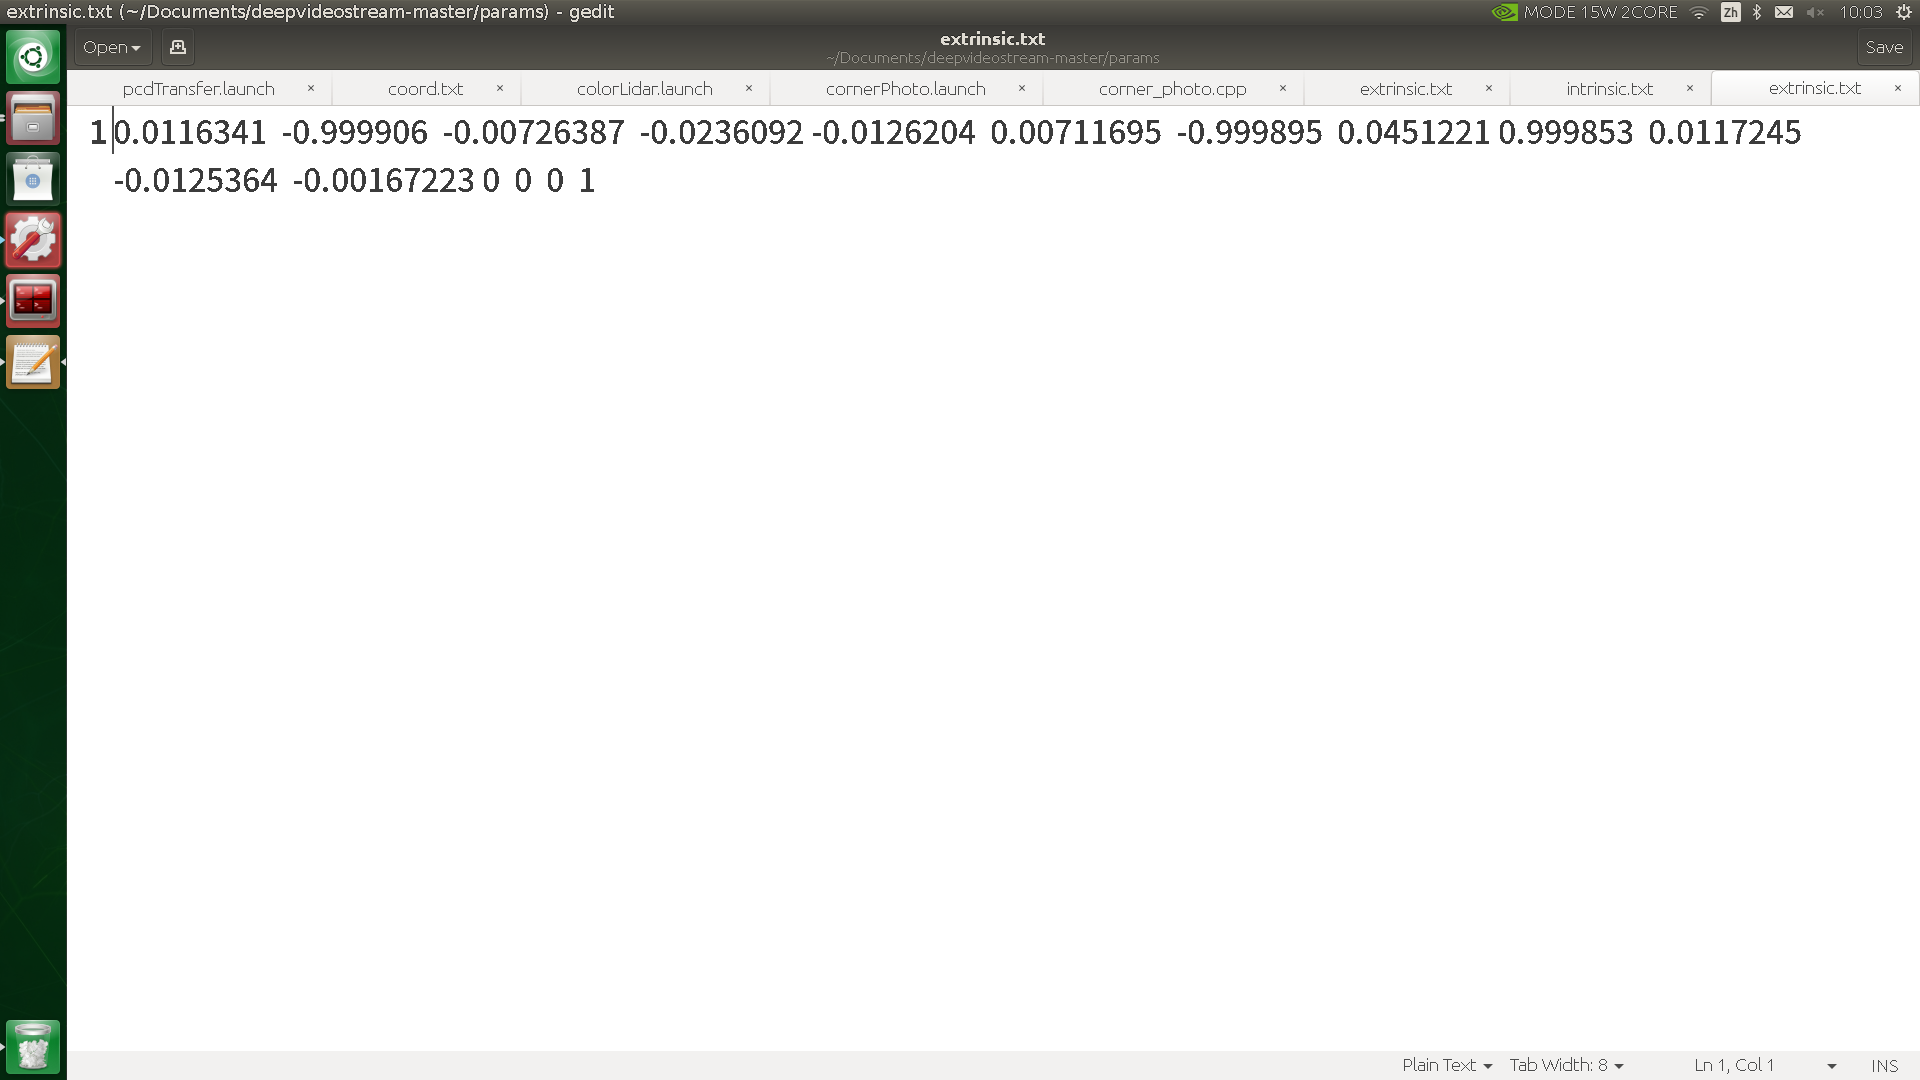 extrinsic.txt (~/Documents/deepvideostream-master/params) - gedit
MODE 15W 2CORE Zh 10:03
Open
extrinsic.txt
~/Documents/deepvideostream-master/params
Save
pcdTransfer.launch × coord.txt × colorLidar.launch × cornerPhoto.launch × corner_photo.cpp × extrinsic.txt × intrinsic.txt × extrinsic.txt ×
1 0.0116341 -0.999906 -0.00726387 -0.0236092 -0.0126204 0.00711695 -0.999895 0.0451221 0.999853 0.0117245
-0.0125364 -0.00167223 0 0 0 1
Plain Text Tab Width: 8 Ln 1, Col 1 INS